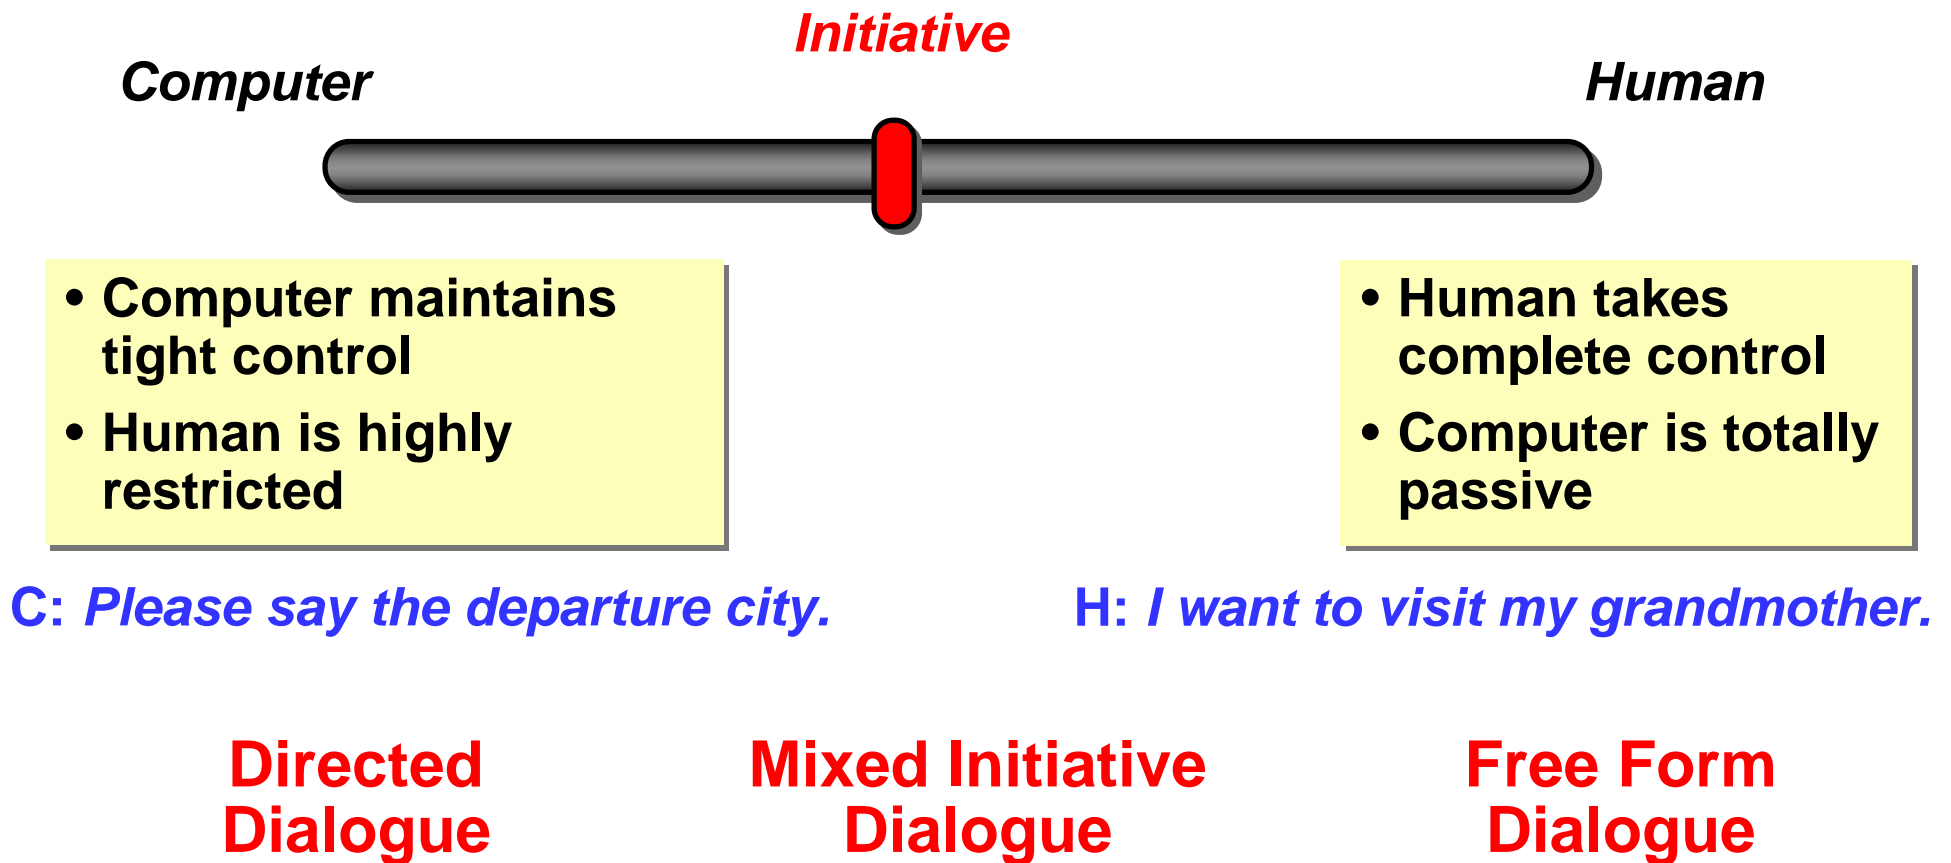 Initiative
Computer
Human
• Computer maintains
tight control
• Human is highly
restricted
• Human takes
complete control
• Computer is totally
passive
C: Please say the departure city.
H: I want to visit my grandmother.
Directed
Dialogue
Mixed Initiative
Dialogue
Free Form
Dialogue